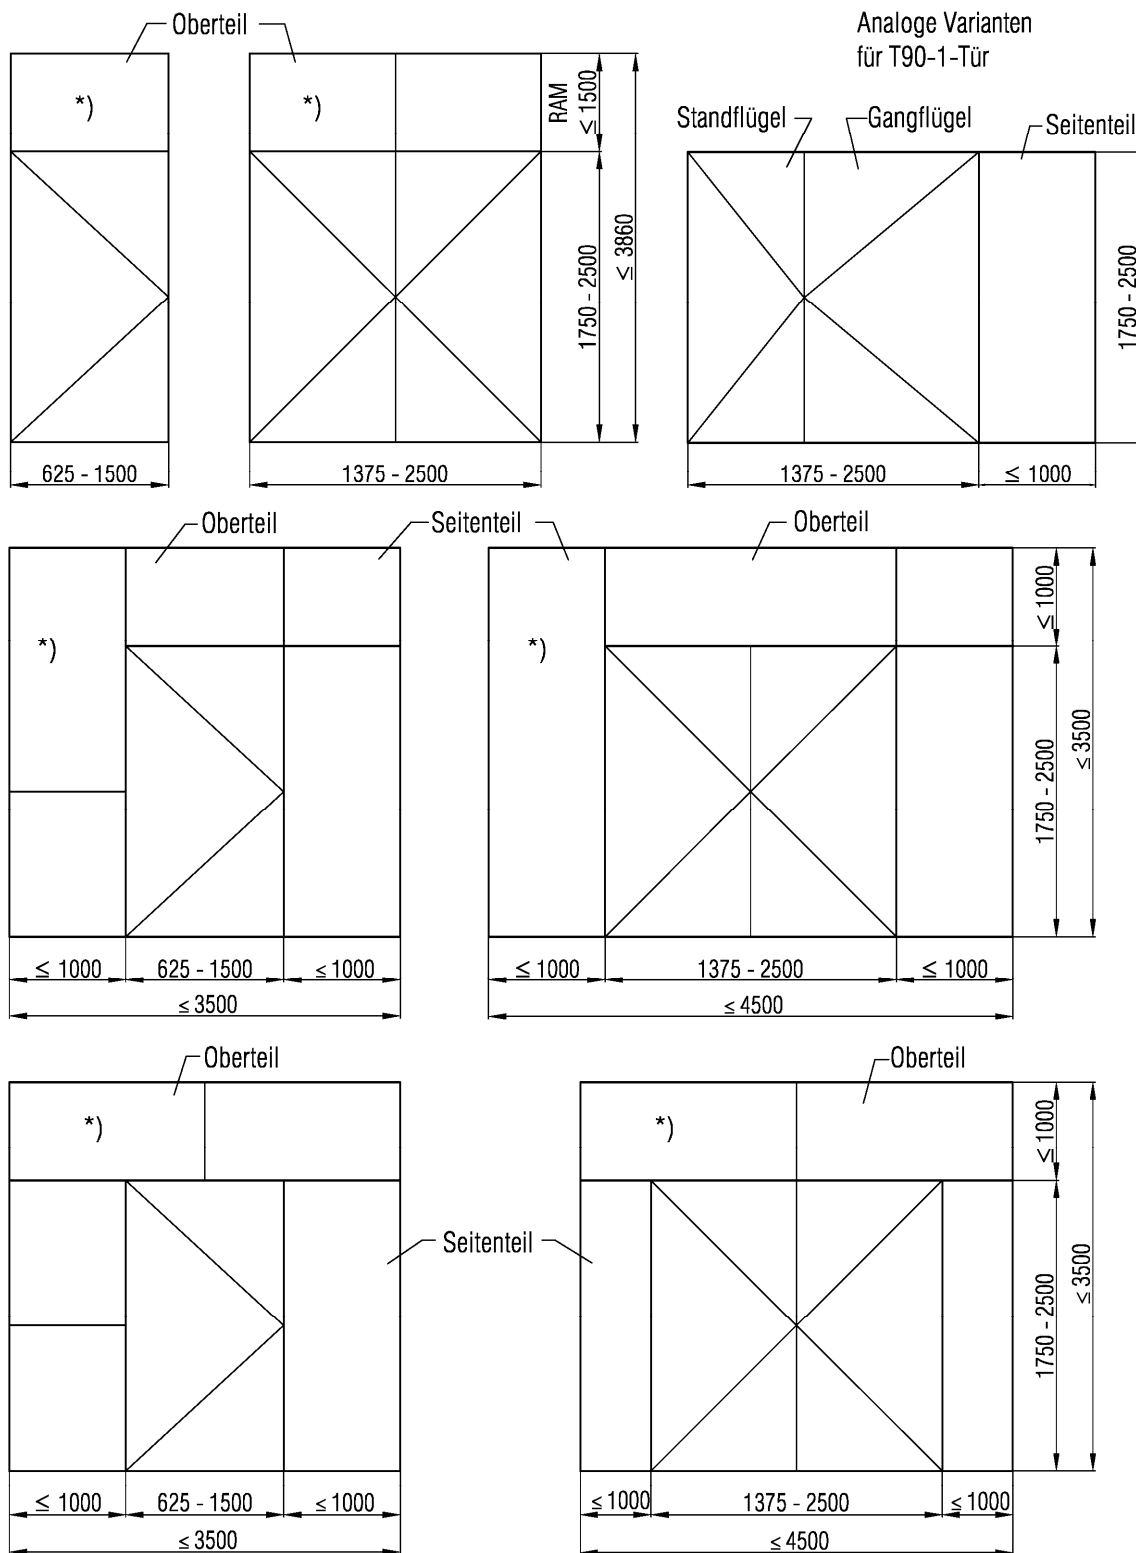 Oberteil
*)
*)
RAM
≤ 1500
1750 - 2500
≤ 3860
625 - 1500
1375 - 2500
Analoge Varianten
für T90-1-Tür
Standflügel
Gangflügel
Seitenteil
1750 - 2500
1375 - 2500
≤ 1000
Oberteil
Seitenteil
Oberteil
*)
*)
≤ 1000
1750 - 2500
≤ 3500
≤ 1000
625 - 1500
≤ 1000
≤ 3500
≤ 1000
1375 - 2500
≤ 1000
≤ 4500
Oberteil
Oberteil
*)
*)
≤ 1000
1750 - 2500
≤ 3500
Seitenteil
≤ 1000
625 - 1500
≤ 1000
≤ 3500
≤ 1000
1375 - 2500
≤ 1000
≤ 4500